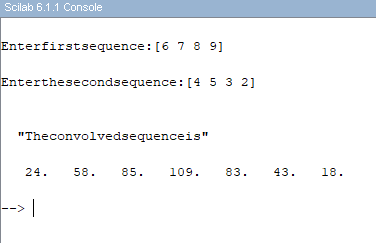 Scilab 6.1.1 Console
Enterfirstsequence:[6 7 8 9]
Enterthesecondsequence:[4 5 3 2]
"Theconvolvedsequenceis"
24. 58. 85. 109. 83. 43. 18.
-->